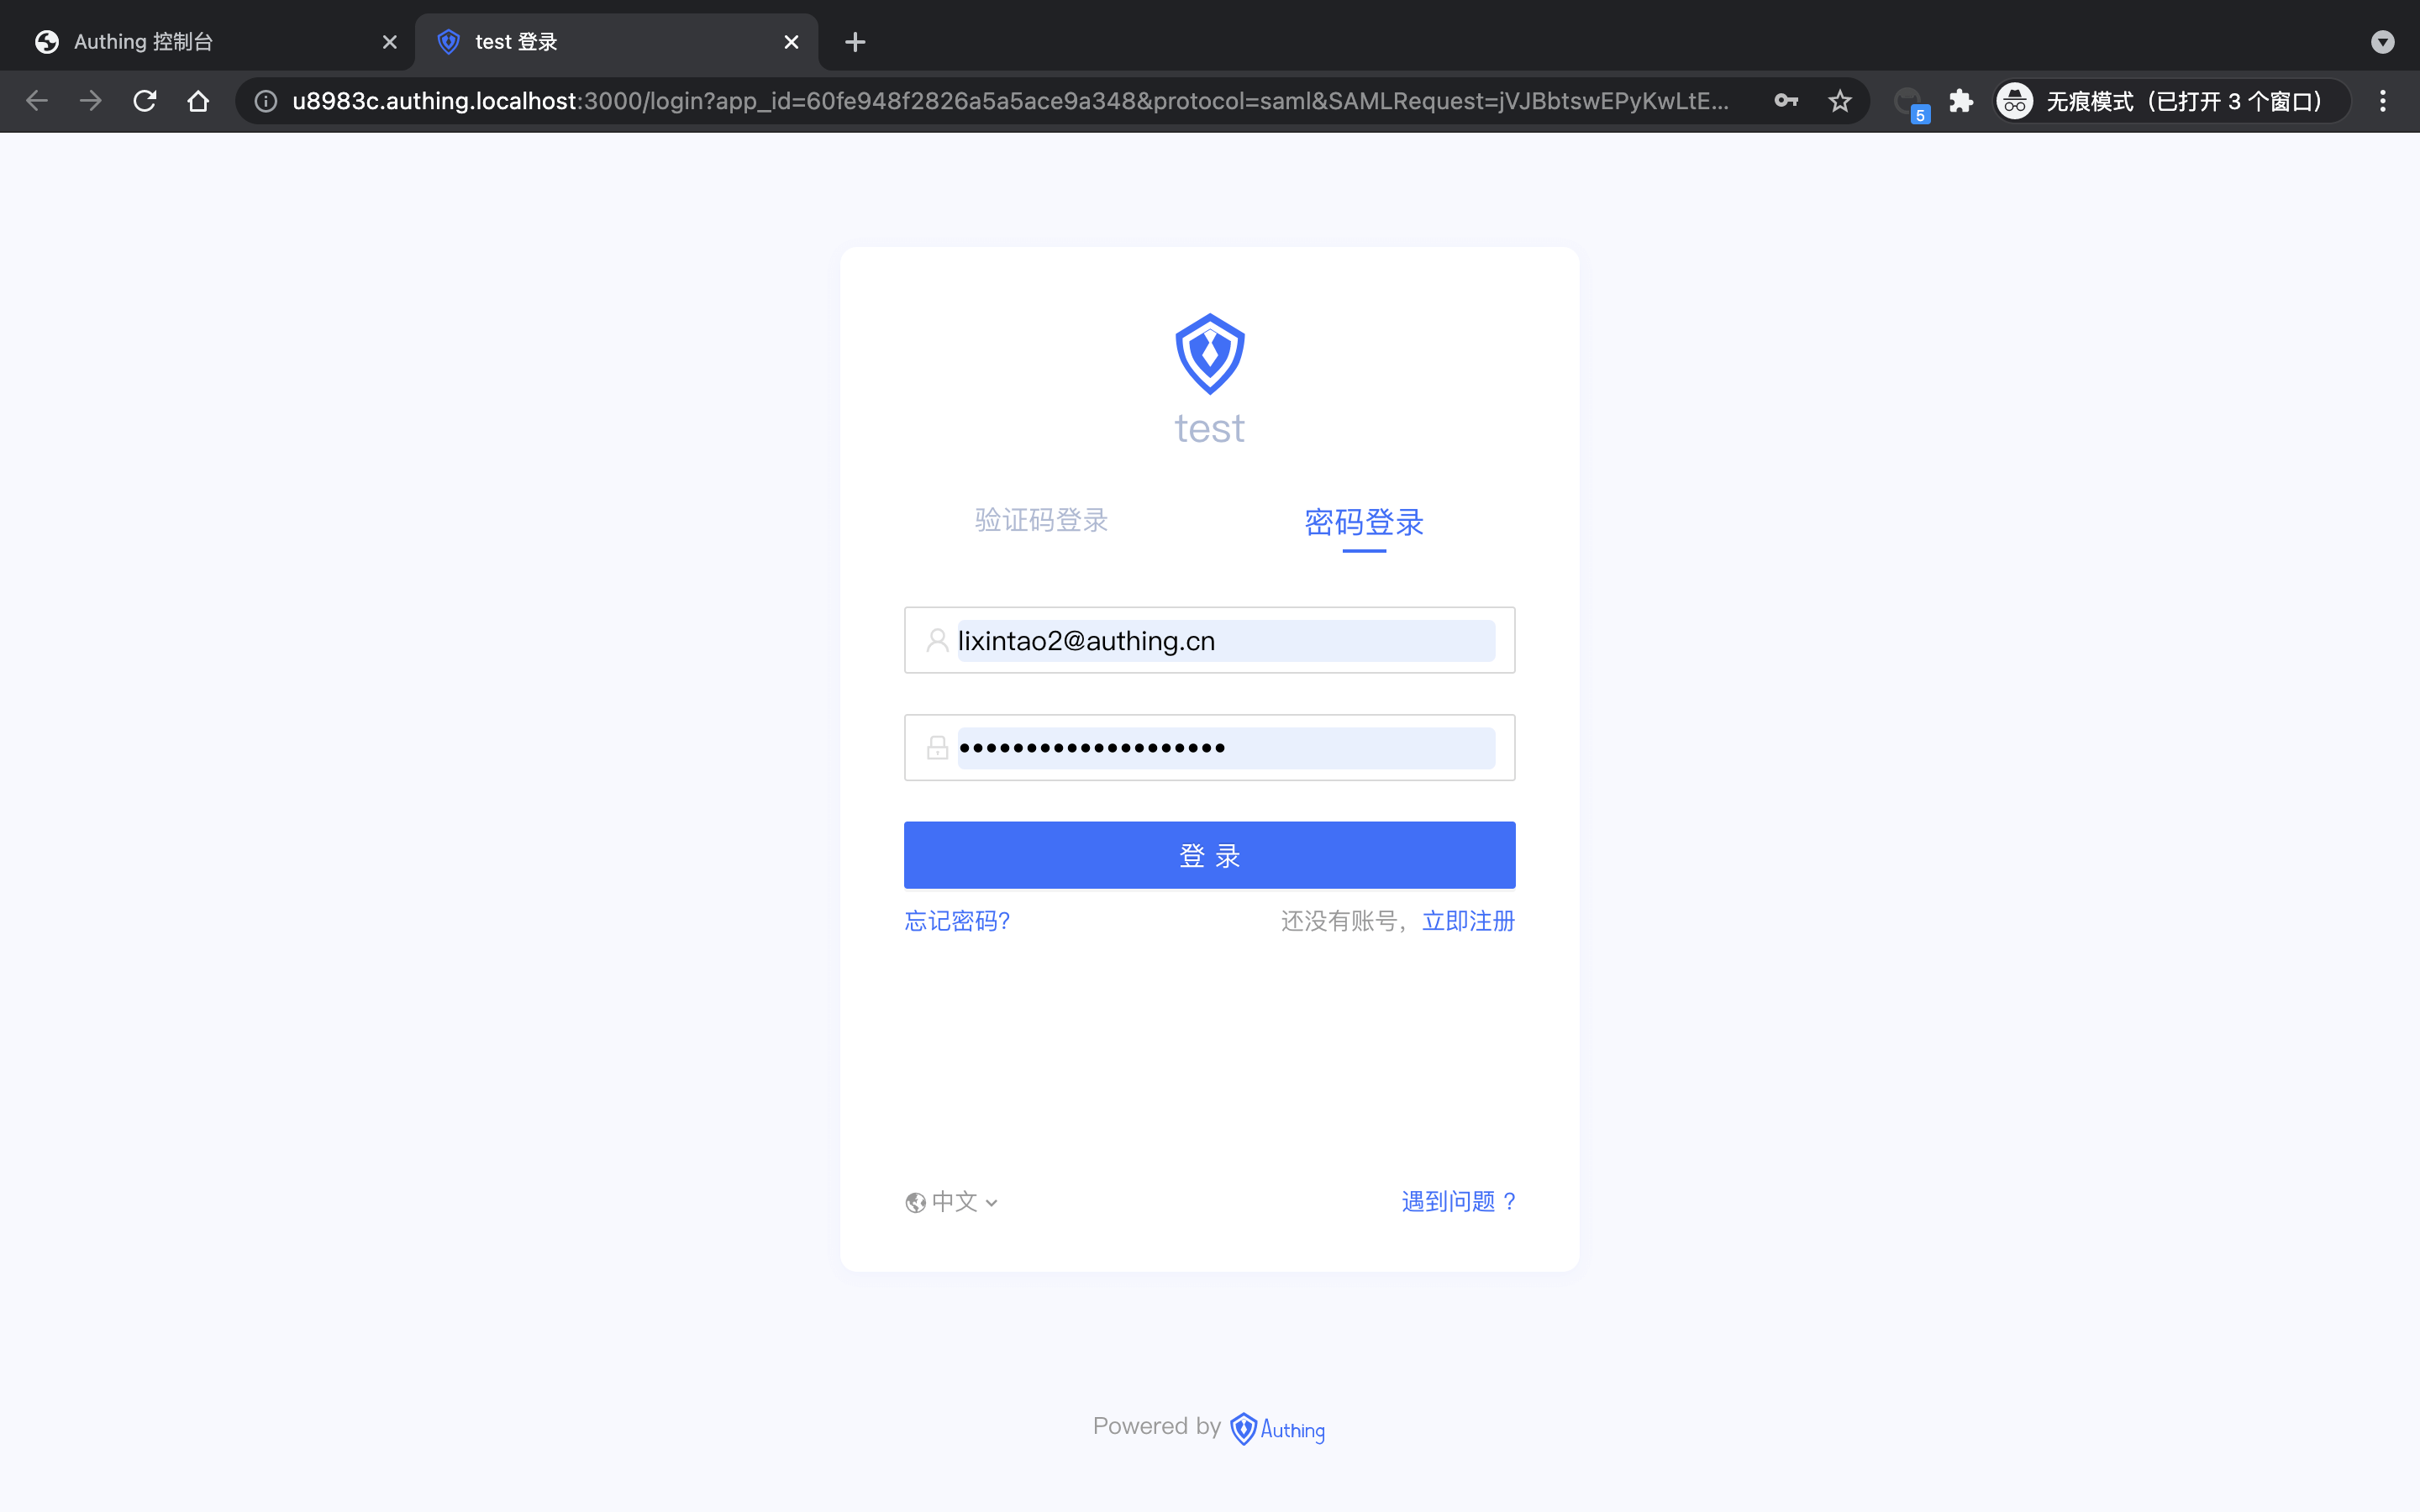 Authing 控制台
test 登录
u8983c.authing.localhost:3000/login?app_id=60fe948f2826a5a5ace9a348&protocol=saml&SAMLRequest=jVJBbtswEPyKwLtE...
5
无痕模式（已打开 3 个窗口）
test
验证码登录
密码登录
lixintao2@authing.cn
••••••••••••••••••••
登 录
忘记密码?
还没有账号，立即注册
中文
遇到问题 ?
Powered by Authing